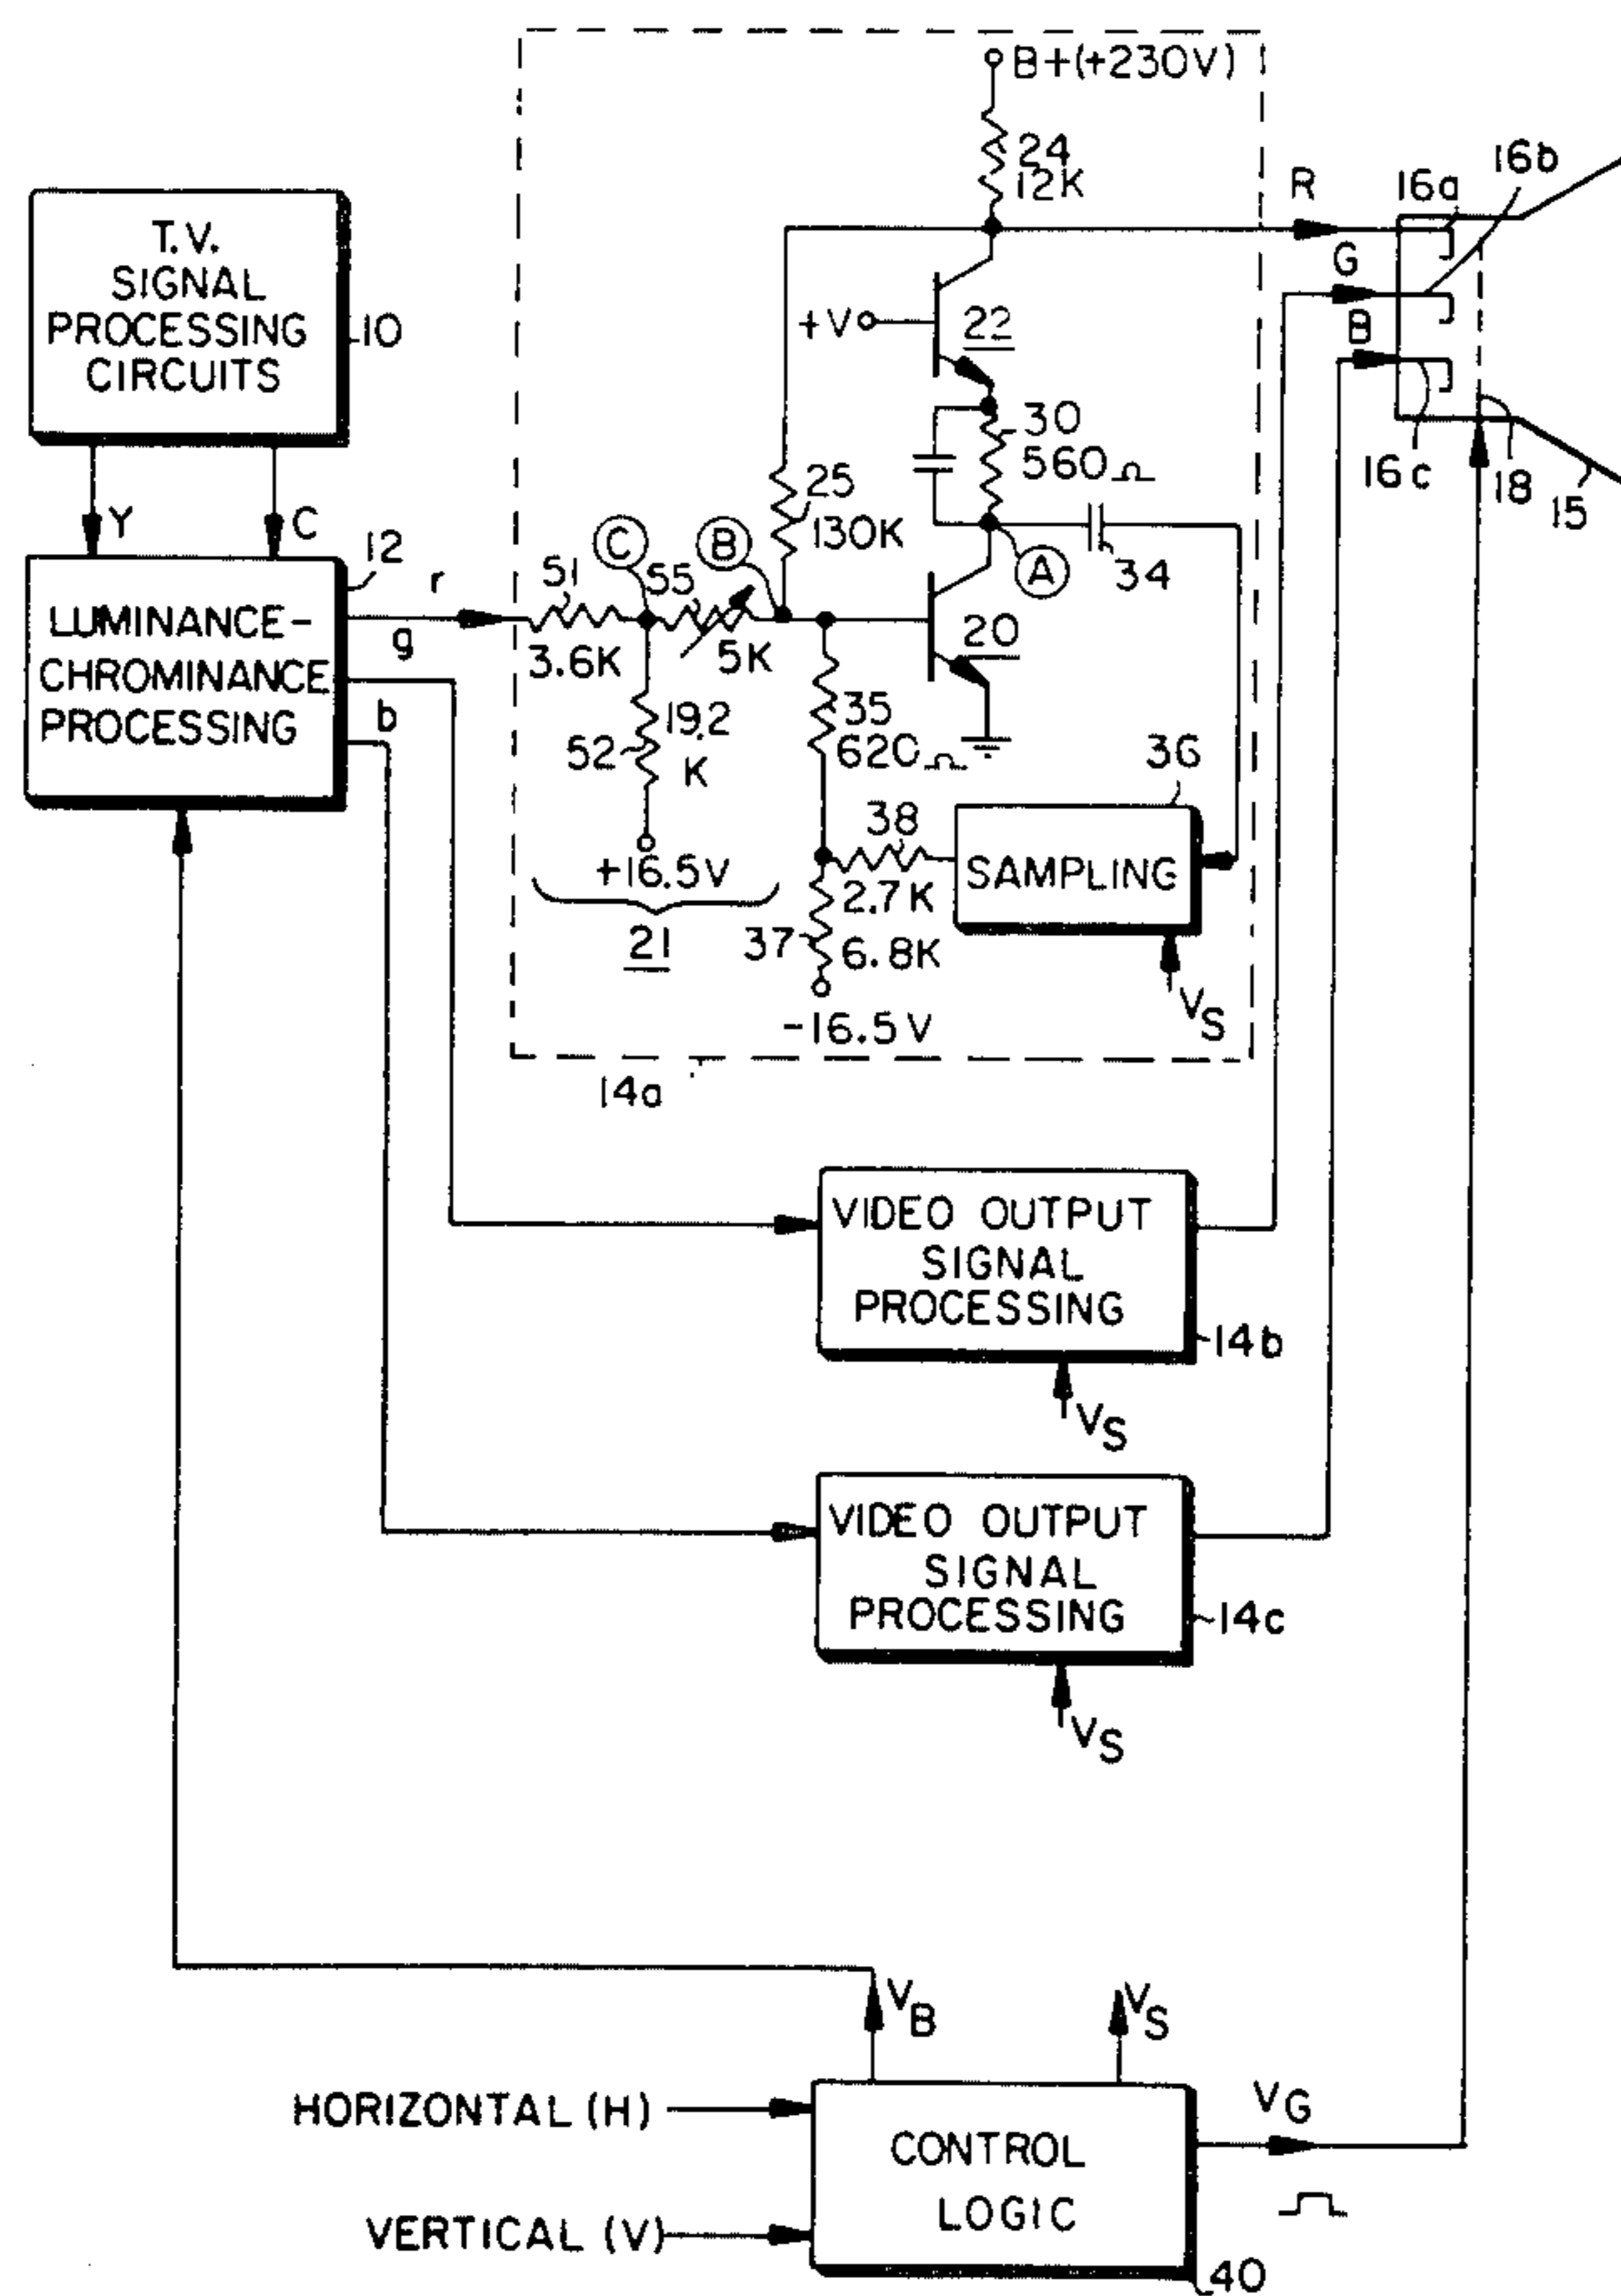 B+(+230V)
24
12K
R
16a
16b
T.V.
SIGNAL
PROCESSING
CIRCUITS
10
G
+V
22
B
25
130K
30
560Ω
16c
18
15
Y
C
12
r
51
C
55
B
A
34
LUMINANCE-
CHROMINANCE
PROCESSING
g
3.6K
5K
20
b
52
19.2
K
35
620Ω
36
38
SAMPLING
+16.5V
2.7K
21
37
6.8K
-16.5V
VS
14a
VIDEO OUTPUT
SIGNAL
PROCESSING
14b
VS
VIDEO OUTPUT
SIGNAL
PROCESSING
14c
VS
VB
VS
HORIZONTAL (H)
VG
CONTROL
LOGIC
VERTICAL (V)
40